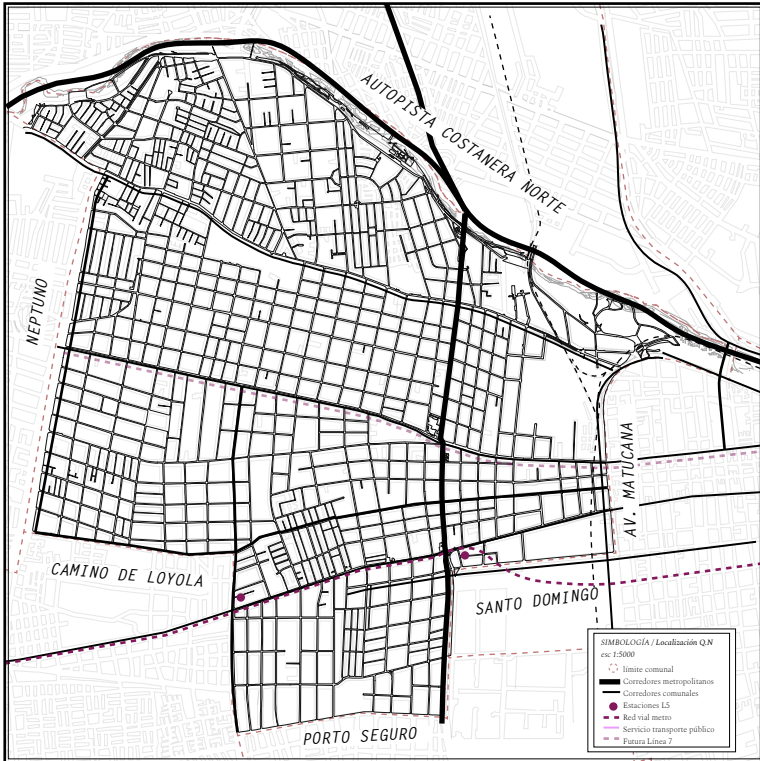 AUTOPISTA COSTANERA NORTE
NEPTUNO
AV. MATUCANA
CAMINO DE LOYOLA
SANTO DOMINGO
PORTO SEGURO
SIMBOLOGÍA / Localización Q.N
esc 1:5000
límite comunal
Corredores metropolitanos
Corredores comunales
Estaciones L5
Red vial metro
Servicio transporte público
Futura Línea 7